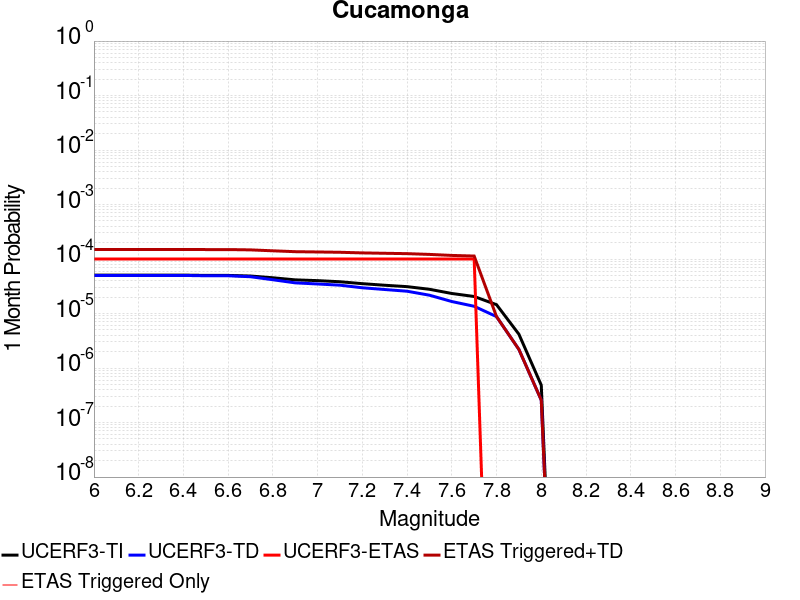 Cucamonga
1 Month Probability
10^0
10^-1
10^-2
10^-3
10^-4
10^-5
10^-6
10^-7
10^-8
6 6.2 6.4 6.6 6.8 7 7.2 7.4 7.6 7.8 8 8.2 8.4 8.6 8.8 9
Magnitude
UCERF3-TI UCERF3-TD UCERF3-ETAS ETAS Triggered+TD
ETAS Triggered Only